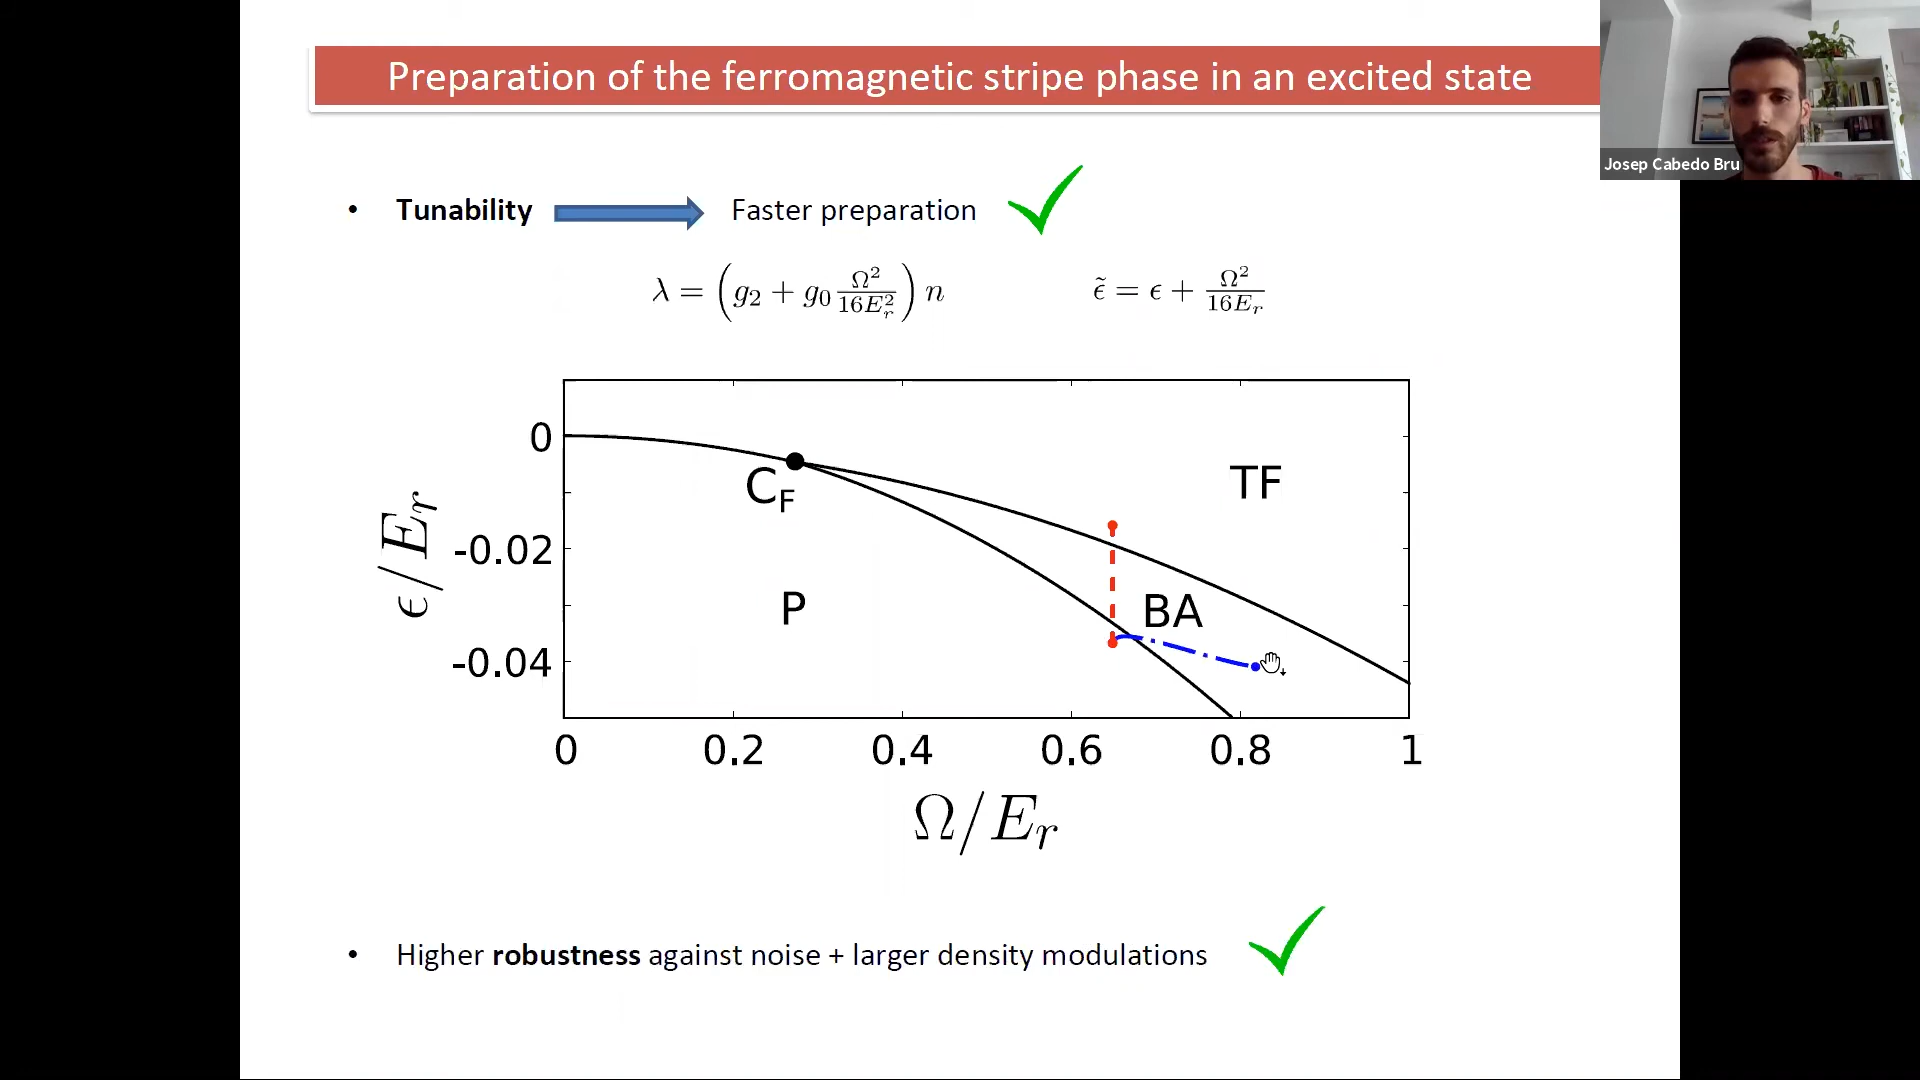 Preparation of the ferromagnetic stripe phase in an excited state
Josep Cabedo Bru
• Tunability Faster preparation
λ = (g₂ + g₀ Ω²/16E_r²) n ϵ̃ = ϵ + Ω²/16E_r
0
-0.02
-0.04
ϵ/E_r
C_F
TF
P
BA
0 0.2 0.4 0.6 0.8 1
Ω/E_r
• Higher robustness against noise + larger density modulations